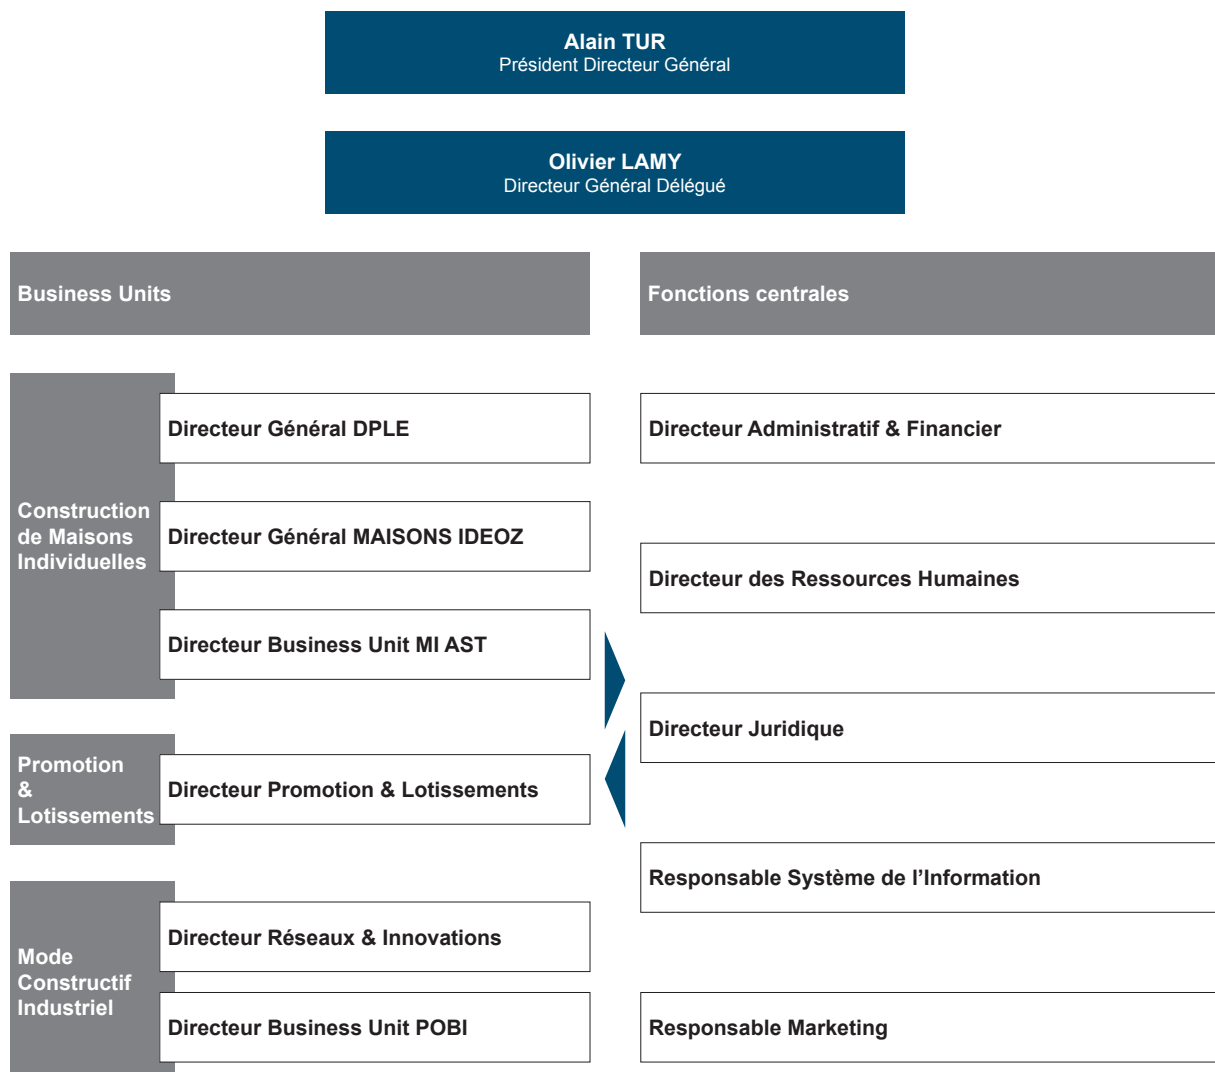 Alain TUR
Président Directeur Général
Olivier LAMY
Directeur Général Délégué
Business Units
Construction
de Maisons
Individuelles
Directeur Général DPLE
Directeur Général MAISONS IDEOZ
Directeur Business Unit MI AST
Promotion
&
Lotissements
Directeur Promotion & Lotissements
Mode
Constructif
Industriel
Directeur Réseaux & Innovations
Directeur Business Unit POBI
Fonctions centrales
Directeur Administratif & Financier
Directeur des Ressources Humaines
Directeur Juridique
Responsable Système de l’Information
Responsable Marketing